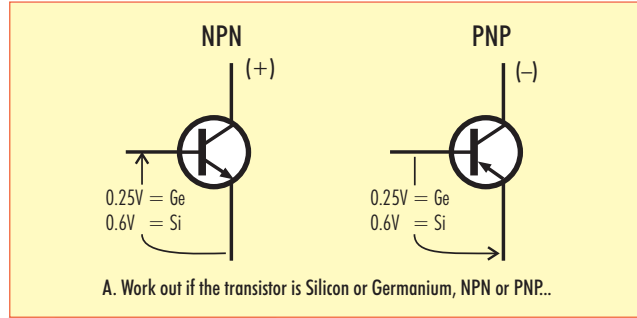 NPN
PNP
(+)
(–)
0.25V = Ge
0.6V = Si
0.25V = Ge
0.6V = Si
A. Work out if the transistor is Silicon or Germanium, NPN or PNP...